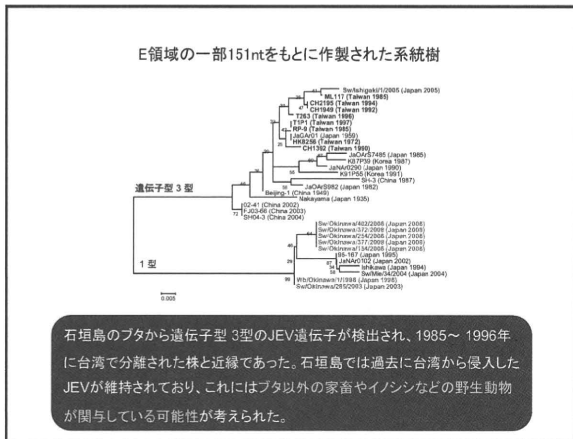 E領域の一部151ntをもとに作製された系統樹
Sw/Ishigaki/1/2005 (Japan 2005)
ML117 (Taiwan 1985)
CH2195 (Taiwan 1994)
CH1949 (Taiwan 1992)
T263 (Taiwan 1996)
T1P1 (Taiwan 1997)
RP-9 (Taiwan 1985)
JaGAr01 (Japan 1959)
HK8256 (Taiwan 1972)
CH1392 (Taiwan 1990)
JaOArS7485 (Japan 1985)
K87P39 (Korea 1987)
JaNAr0290 (Japan 1990)
K91P55 (Korea 1991)
SH-3 (China 1987)
JaOArS982 (Japan 1982)
Beijing-1 (China 1949)
Nakayama (Japan 1935)
遺伝子型 3 型
02-41 (China 2002)
FJ03-66 (China 2003)
SH04-3 (China 2004)
Sw/Okinawa/402/2008 (Japan 2008)
Sw/Okinawa/372/2008 (Japan 2008)
Sw/Okinawa/254/2008 (Japan 2008)
Sw/Okinawa/377/2008 (Japan 2008)
Sw/Okinawa/154/2008 (Japan 2008)
1 型
95-167 (Japan 1995)
JaNAr0102 (Japan 2002)
Ishikawa (Japan 1994)
Sw/Mie/34/2004 (Japan 2004)
Wb/Okinawa/1/1998 (Japan 1998)
Sw/Okinawa/285/2003 (Japan 2003)
0.005
石垣島のブタから遺伝子型 3型のJEV遺伝子が検出され、1985～ 1996年
に台湾で分離された株と近縁であった。石垣島では過去に台湾から侵入した
JEVが維持されており、これにはブタ以外の家畜やイノシシなどの野生動物
が関与している可能性が考えられた。